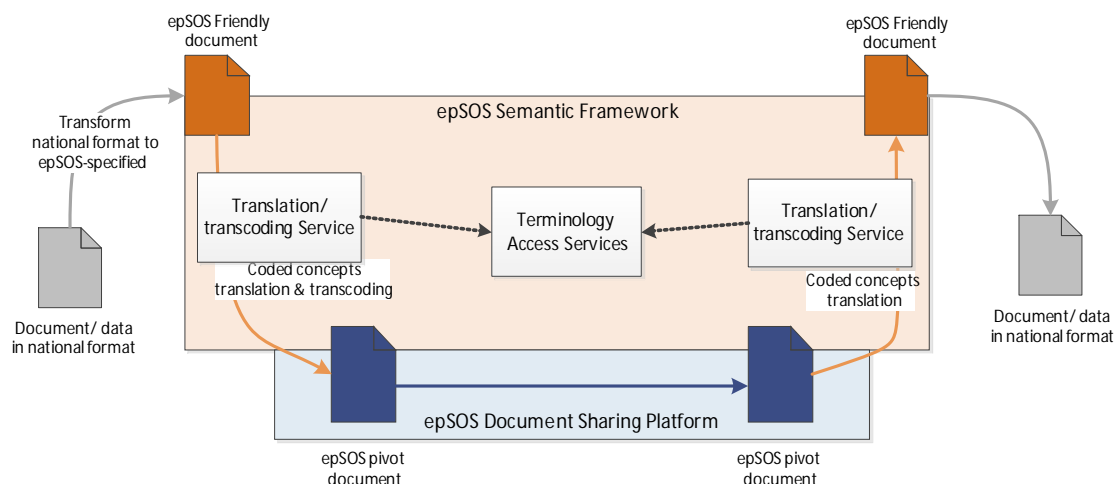 epSOS Friendly
document
epSOS Friendly
document
epSOS Semantic Framework
Transform
national format to
epSOS-specified
Translation/
transcoding Service
Terminology
Access Services
Translation/
transcoding Service
Coded concepts
translation & transcoding
Coded concepts
translation
Document/ data
in national format
Document/ data
in national format
epSOS Document Sharing Platform
epSOS pivot
document
epSOS pivot
document